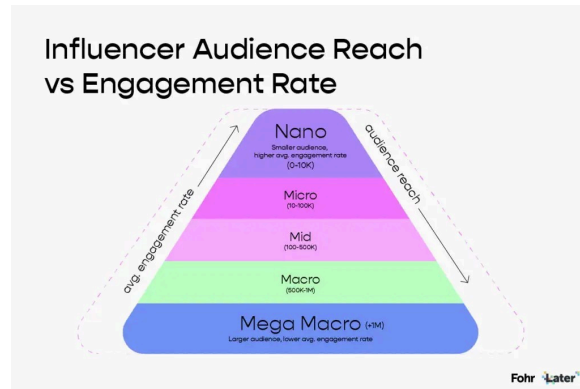 Influencer Audience Reach
vs Engagement Rate
Nano
Smaller audience,
higher avg. engagement rate
(0-10K)
avg. engagement rate
audience reach
Micro
(10-100K)
Mid
(100-500K)
Macro
(500K-1M)
Mega Macro (+1M)
Larger audience, lower avg. engagement rate
Fohr Later